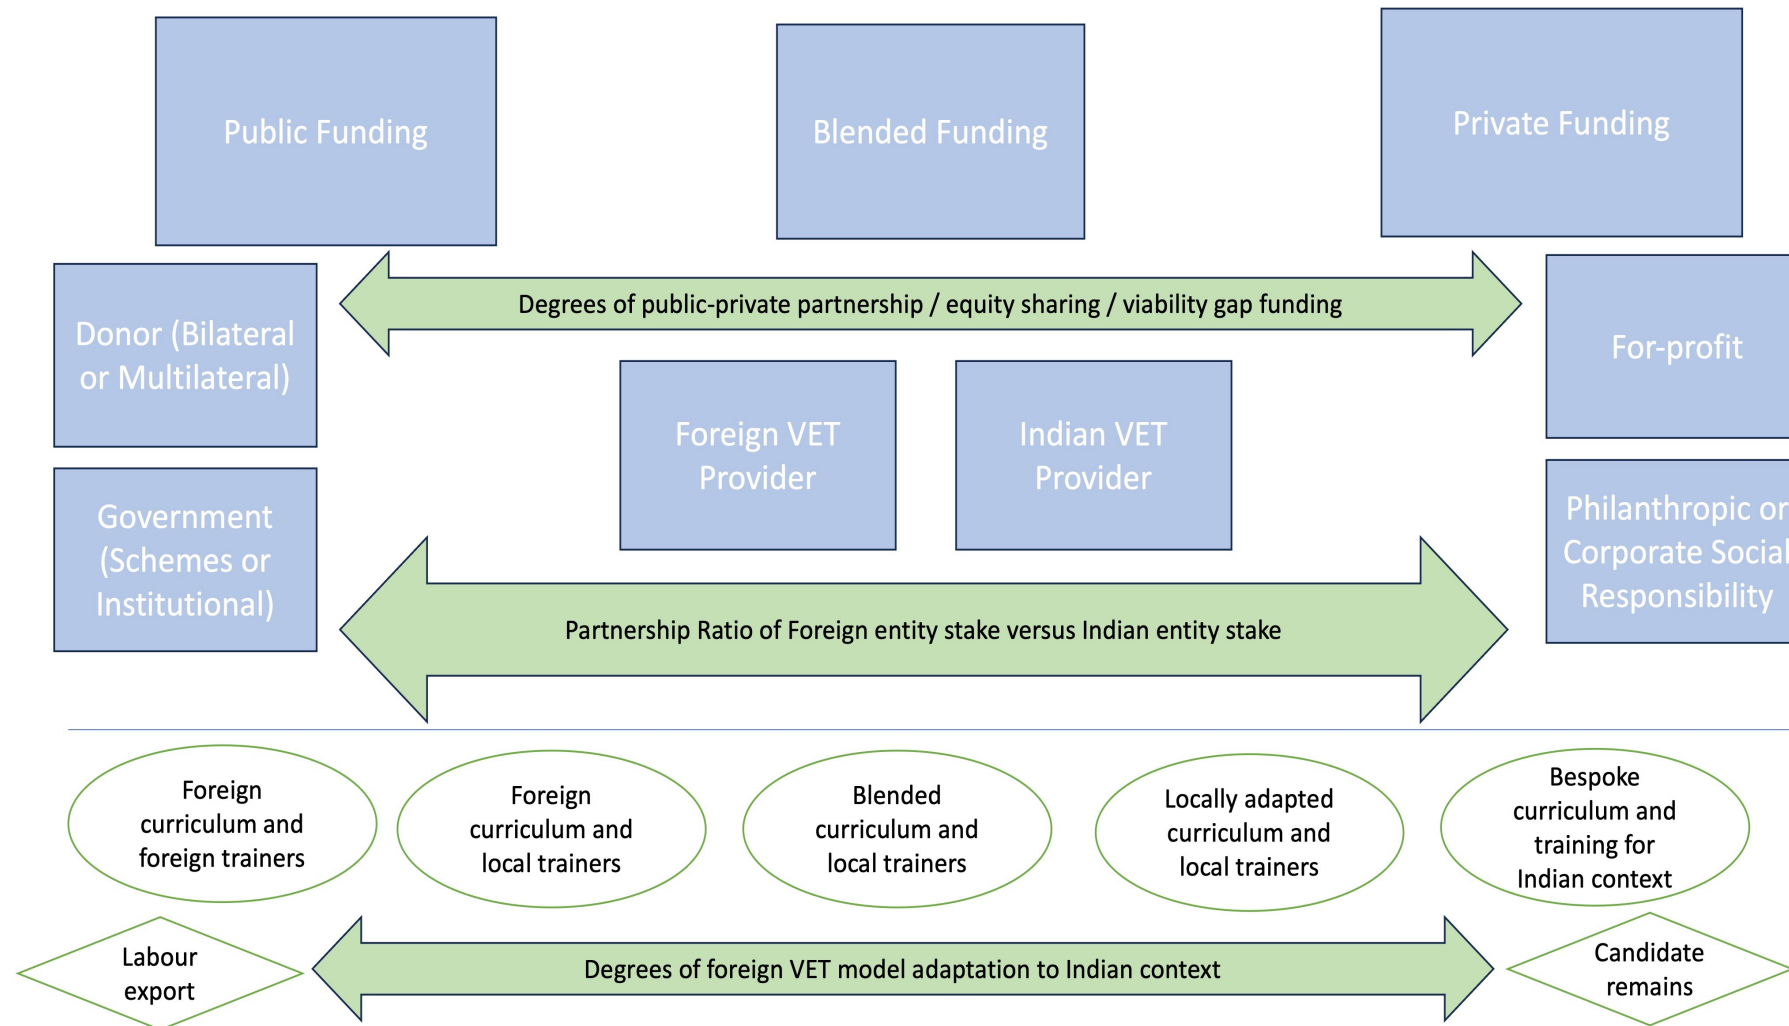 Public Funding
Blended Funding
Private Funding
Degrees of public-private partnership / equity sharing / viability gap funding
Donor (Bilateral
or Multilateral)
For-profit
Foreign VET
Provider
Indian VET
Provider
Government
(Schemes or
Institutional)
Philanthropic or
Corporate Social
Responsibility
Partnership Ratio of Foreign entity stake versus Indian entity stake
Foreign
curriculum and
foreign trainers
Foreign
curriculum and
local trainers
Blended
curriculum and
local trainers
Locally adapted
curriculum and
local trainers
Bespoke
curriculum and
training for
Indian context
Labour
export
Degrees of foreign VET model adaptation to Indian context
Candidate
remains